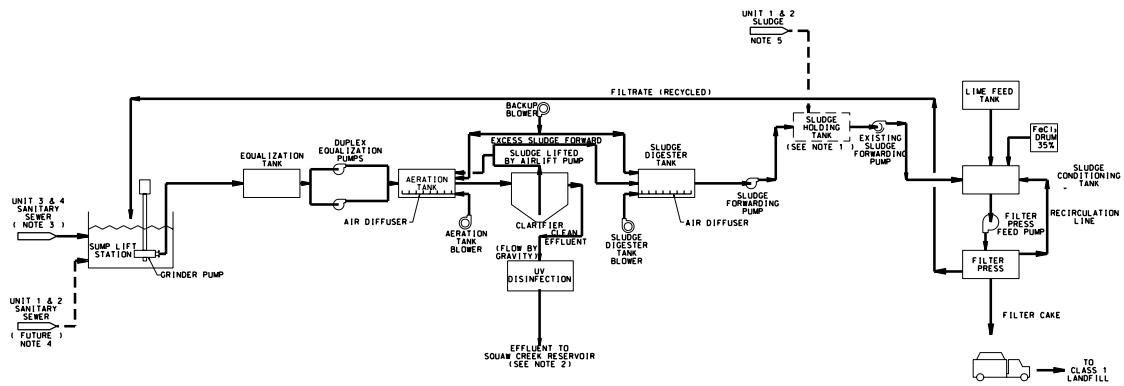 UNIT 1 & 2
SLUDGE
NOTE 5
FILTRATE (RECYCLED)
LIME FEED
TANK
BACKUP
BLOWER
FeCl3
DRUM
35%
SLUDGE
HOLDING
TANK
(SEE NOTE 1)
EXISTING
SLUDGE
FORWARDING
PUMP
DUPLEX
EQUALIZATION
PUMPS
EXCESS SLUDGE FORWARD
SLUDGE LIFTED
BY AIRLIFT PUMP
SLUDGE
DIGESTER
TANK
EQUALIZATION
TANK
AERATION
TANK
SLUDGE
CONDITIONING
TANK
AIR DIFFUSER
CLARIFIER
CLEAN
EFFLUENT
AIR DIFFUSER
SLUDGE
FORWARDING
PUMP
UNIT 3 & 4
SANITARY
SEWER
( NOTE 3 )
SUMP LIFT
STATION
GRINDER PUMP
AERATION
TANK
BLOWER
(FLOW BY
GRAVITY)
SLUDGE
DIGESTER
TANK
BLOWER
FILTER
PRESS
FEED PUMP
RECIRCULATION
LINE
UV
DISINFECTION
FILTER
PRESS
UNIT 1 & 2
SANITARY
SEWER
( FUTURE )
NOTE 4
FILTER CAKE
EFFLUENT TO
SQUAW CREEK RESERVOIR
(SEE NOTE 2)
TO
CLASS 1
LANDFILL